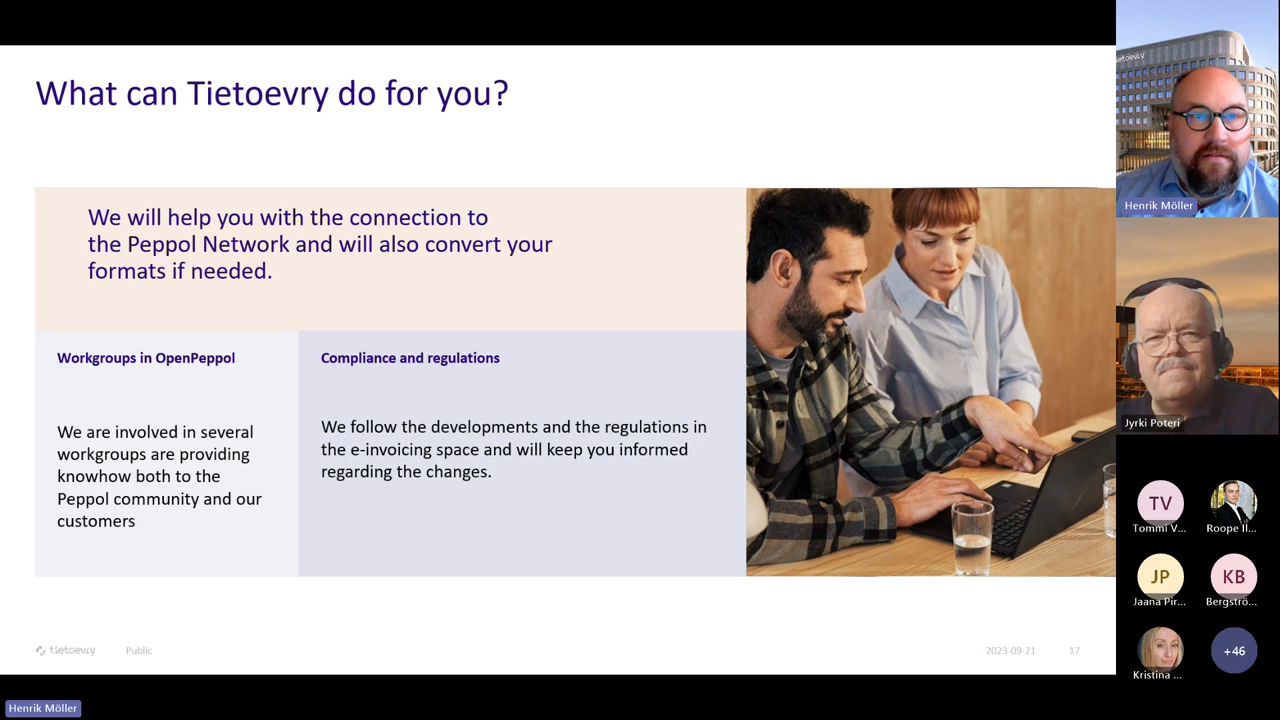 What can Tietoevry do for you?
We will help you with the connection to
the Peppol Network and will also convert your
formats if needed.
Workgroups in OpenPeppol
We are involved in several
workgroups are providing
knowhow both to the
Peppol community and our
customers
Compliance and regulations
We follow the developments and the regulations in
the e-invoicing space and will keep you informed
regarding the changes.
tietoevry
Public
2023-09-21
17
tietoevry
Henrik Möller
Jyrki Poteri
TV
Tommi V...
Roope Il...
JP
Jaana Pir...
KB
Bergströ...
Kristina ...
+46
Henrik Möller